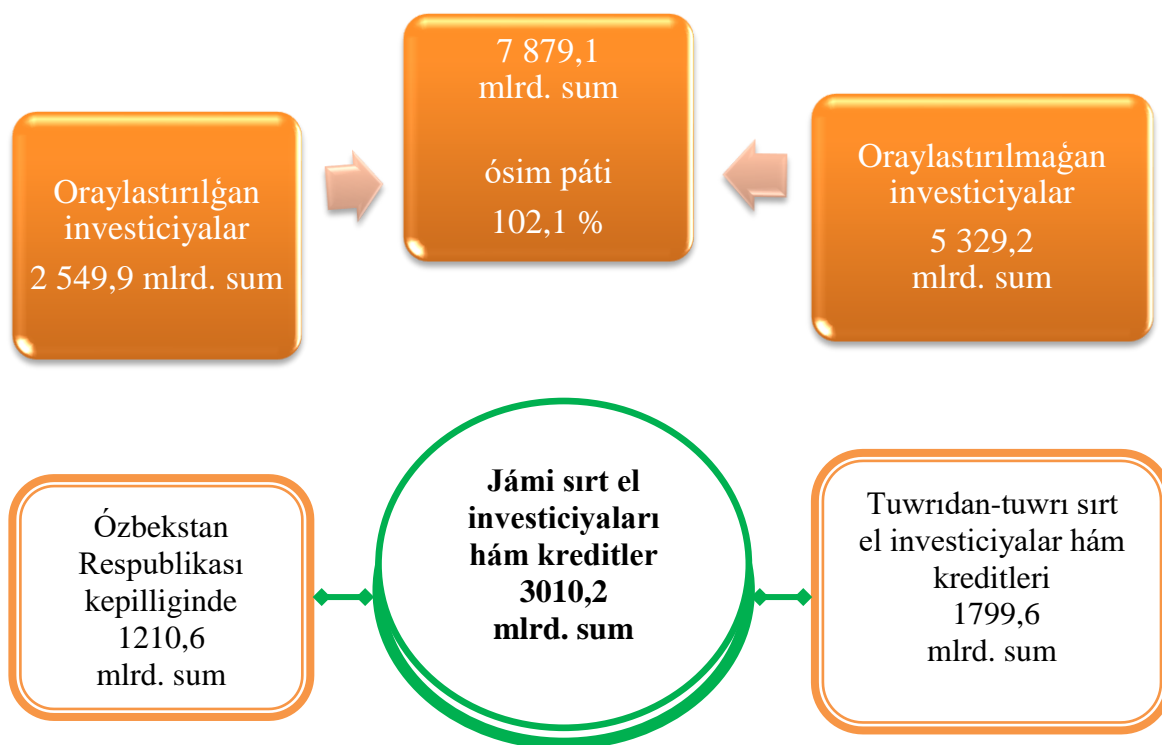 7 879,1
mlrd. sum
ósim páti
102,1 %
Oraylastırılǵan
investiciyalar
2 549,9 mlrd. sum
Oraylastırılmaǵan
investiciyalar
5 329,2
mlrd. sum
Jámi sırt el
investiciyaları
hám kreditler
3010,2
mlrd. sum
Ózbekstan
Respublikası
kepilliginde
1210,6
mlrd. sum
Tuwrıdan-tuwrı sırt
el investiciyalar hám
kreditleri
1799,6
mlrd. sum